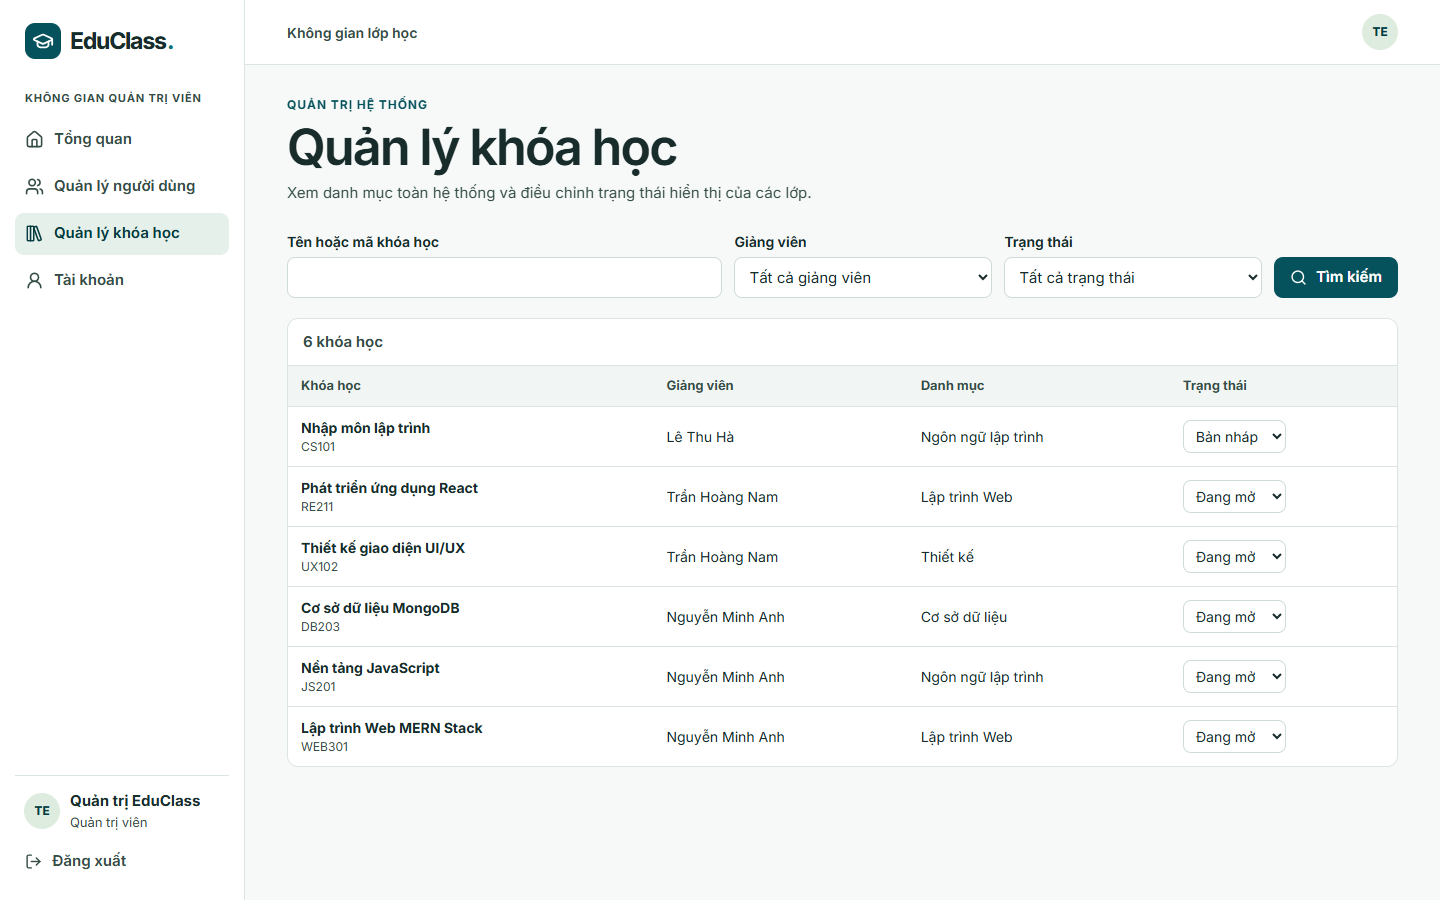 EduClass.
KHÔNG GIAN QUẢN TRỊ VIÊN
Tổng quan
Quản lý người dùng
Quản lý khóa học
Tài khoản
TE
Quản trị EduClass
Quản trị viên
Đăng xuất
Không gian lớp học
TE
QUẢN TRỊ HỆ THỐNG
Quản lý khóa học
Xem danh mục toàn hệ thống và điều chỉnh trạng thái hiển thị của các lớp.
Tên hoặc mã khóa học
Giảng viên
Trạng thái
Tất cả giảng viên
Tất cả trạng thái
Tìm kiếm
6 khóa học
Khóa học Giảng viên Danh mục Trạng thái
Nhập môn lập trình
CS101
Lê Thu Hà
Ngôn ngữ lập trình
Bản nháp
Phát triển ứng dụng React
RE211
Trần Hoàng Nam
Lập trình Web
Đang mở
Thiết kế giao diện UI/UX
UX102
Trần Hoàng Nam
Thiết kế
Đang mở
Cơ sở dữ liệu MongoDB
DB203
Nguyễn Minh Anh
Cơ sở dữ liệu
Đang mở
Nền tảng JavaScript
JS201
Nguyễn Minh Anh
Ngôn ngữ lập trình
Đang mở
Lập trình Web MERN Stack
WEB301
Nguyễn Minh Anh
Lập trình Web
Đang mở